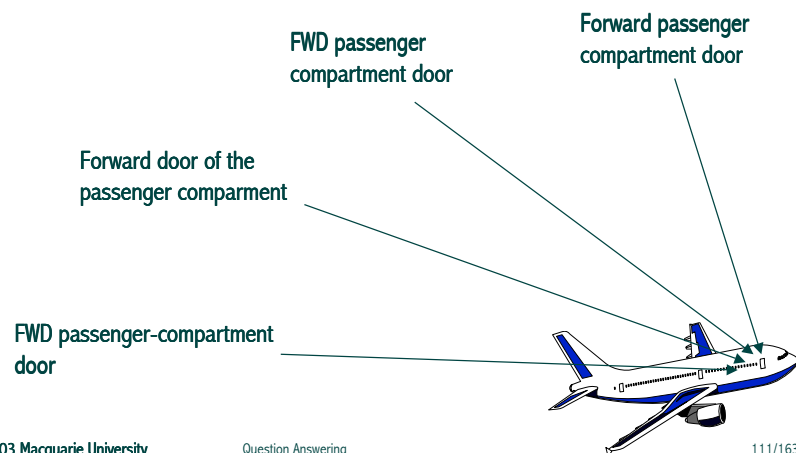 FWD passenger
compartment door
Forward passenger
compartment door
Forward door of the
passenger comparment
FWD passenger-compartment
door
03 Macquarie University
Question Answering
111/163